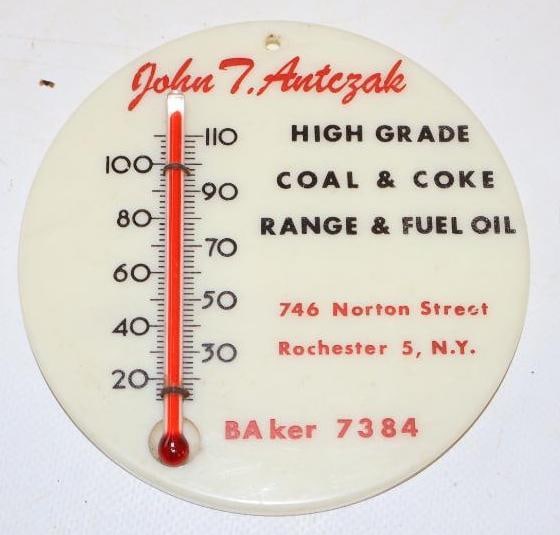 John T. Antczak
HIGH GRADE
COAL & COKE
RANGE & FUEL OIL
110
100
90
80
70
60
50
40
30
20
746 Norton Street
Rochester 5, N.Y.
BAker 7384